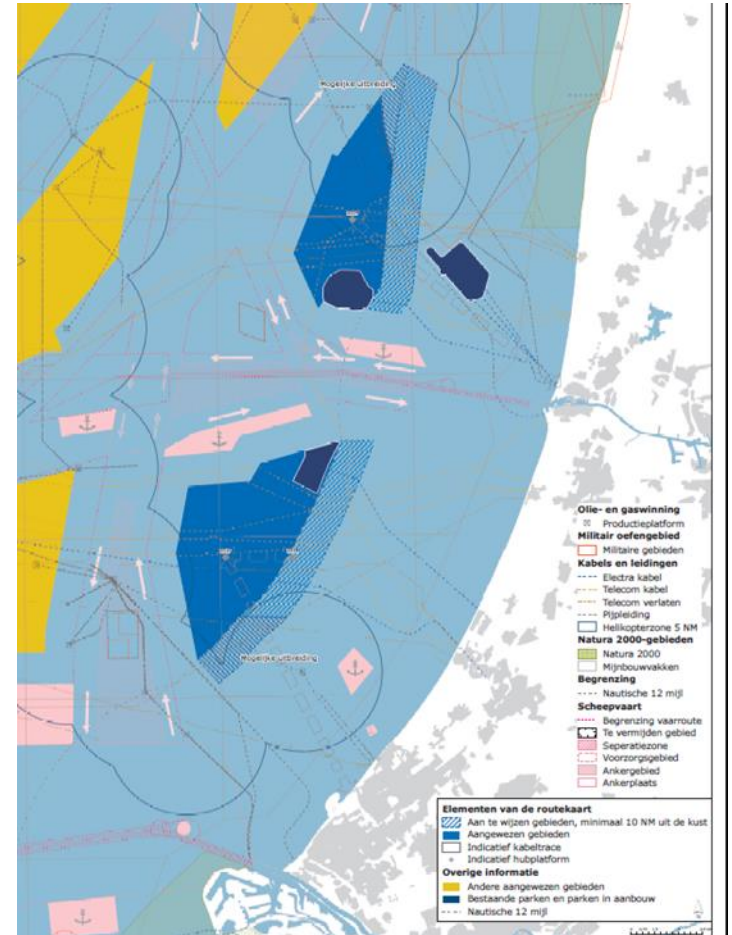 Mogelijke uitbreiding
Mogelijke uitbreiding
Olie- en gaswinning
Productieplatform
Militair oefengebied
Militaire gebieden
Kabels en leidingen
Electra kabel
Telecom kabel
Telecom verlaten
Pijpleiding
Helikopterzone 5 NM
Natura 2000-gebieden
Natura 2000
Mijnbouwvakken
Begrenzing
Nautische 12 mijl
Scheepvaart
Begrenzing vaarroute
Te vermijden gebied
Seperatiezone
Voorzorgsgebied
Ankergebied
Ankerplaats
Elementen van de routekaart
Aan te wijzen gebieden, minimaal 10 NM uit de kust
Aangewezen gebieden
Indicatief kabeltrace
Indicatief hubplatform
Overige informatie
Andere aangewezen gebieden
Bestaande parken en parken in aanbouw
Nautische 12 mijl